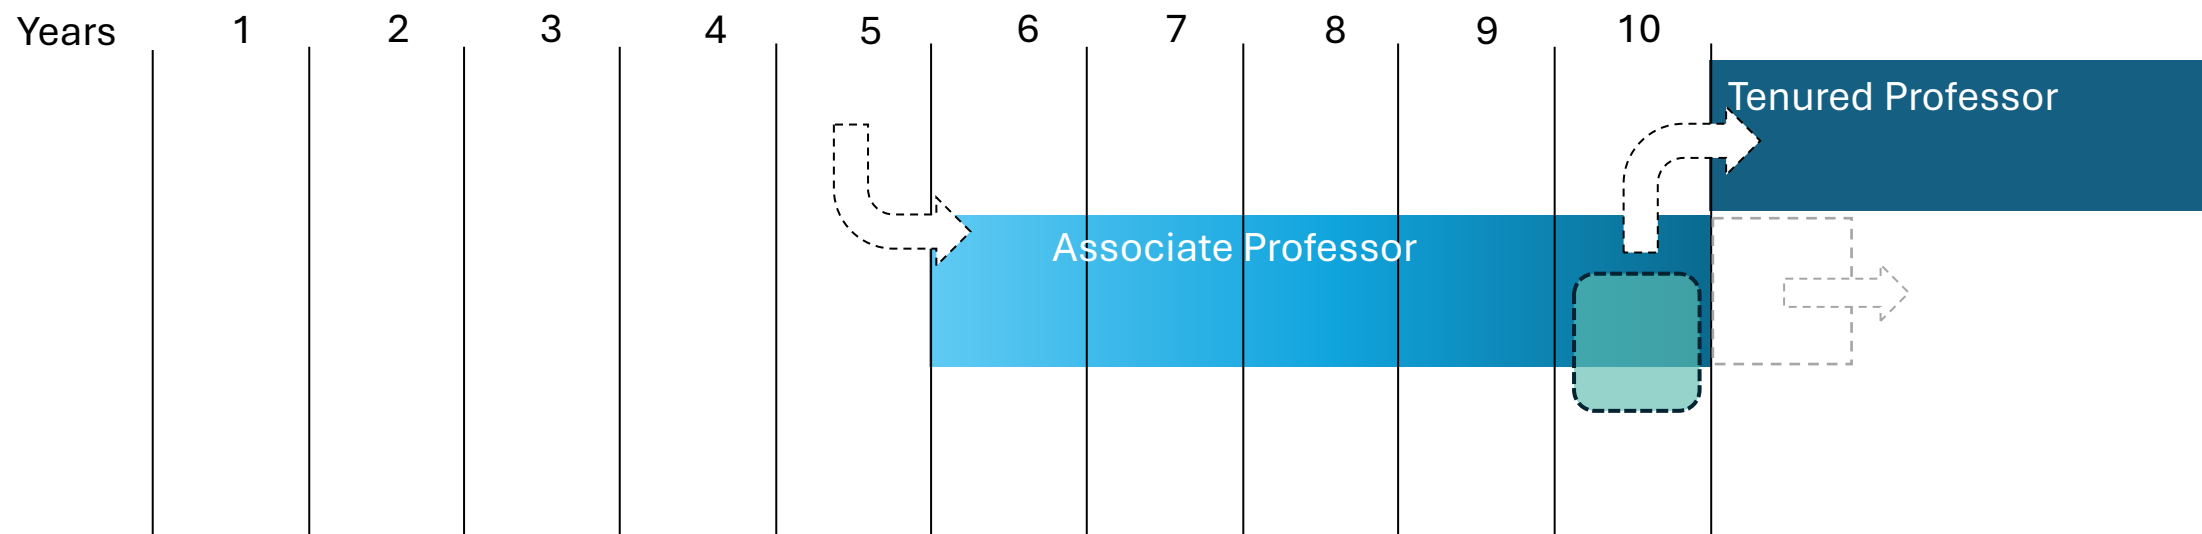 Years 1 2 3 4 5 6 7 8 9 10
Tenured Professor
Associate Professor